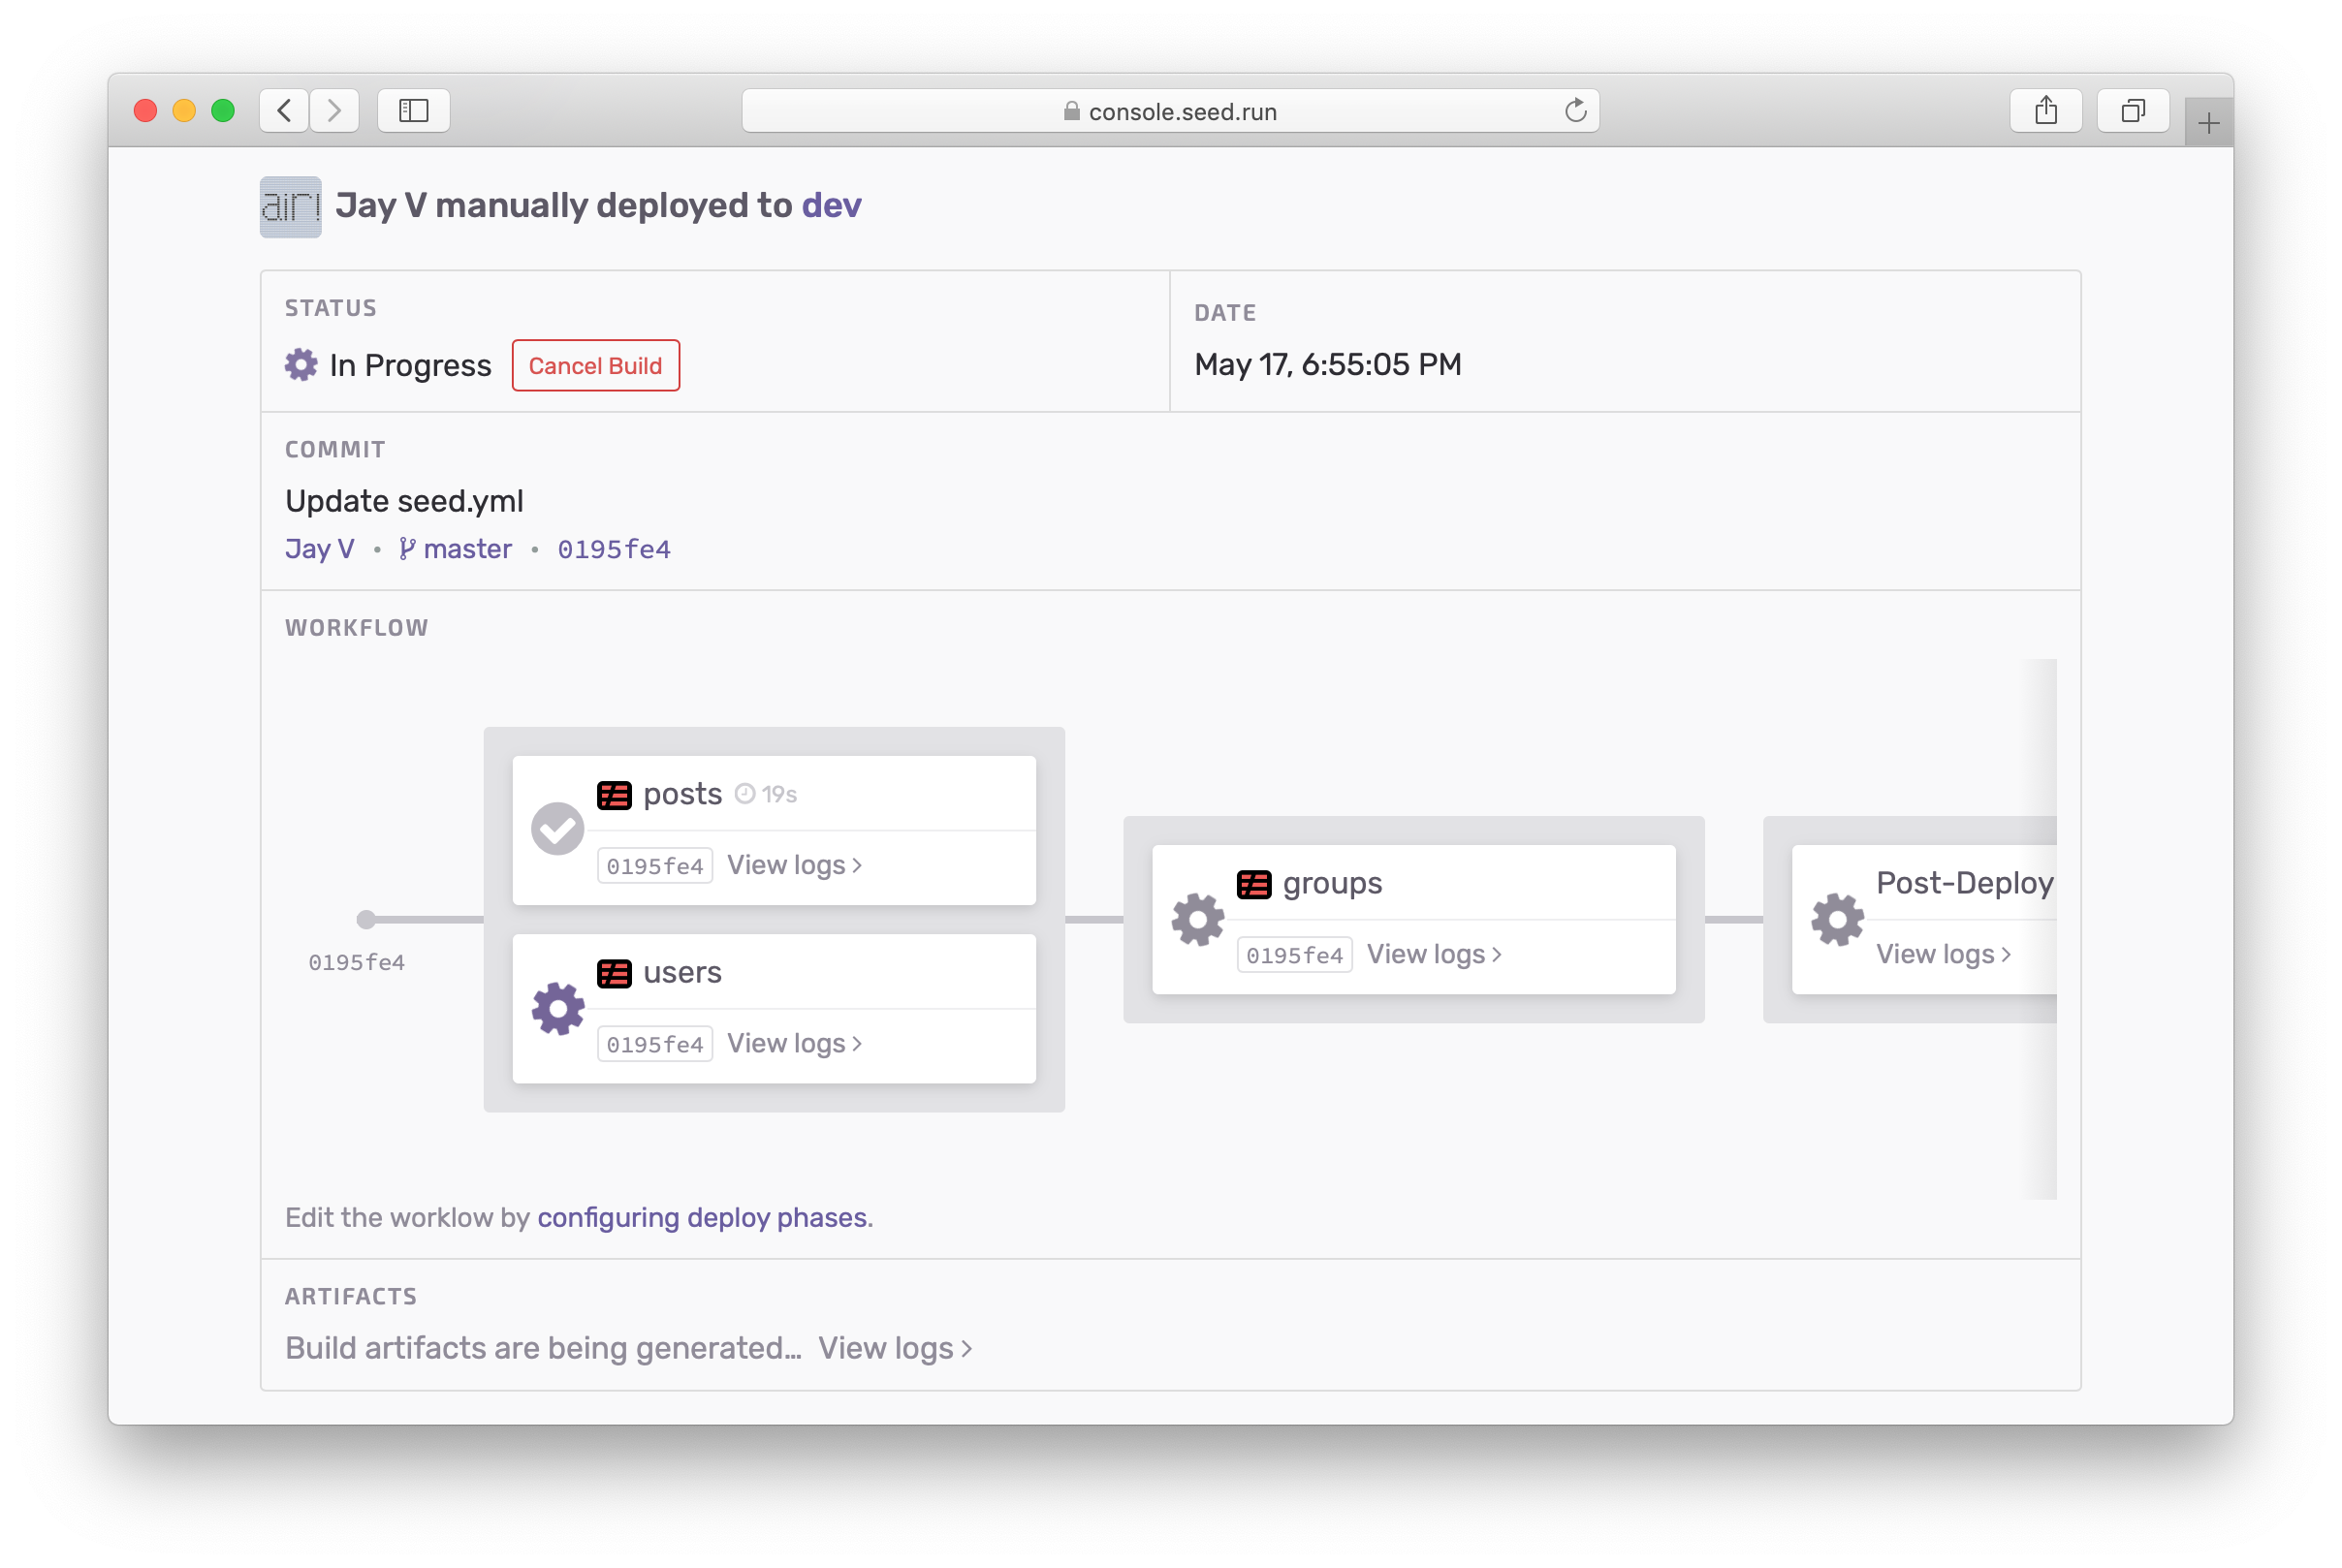 console.seed.run
air!
Jay V manually deployed to dev
STATUS
In Progress
Cancel Build
DATE
May 17, 6:55:05 PM
COMMIT
Update seed.yml
Jay V • master • 0195fe4
WORKFLOW
0195fe4
posts 19s
0195fe4 View logs >
users
0195fe4 View logs >
groups
0195fe4 View logs >
Post-Deploy
View logs >
Edit the worklow by configuring deploy phases.
ARTIFACTS
Build artifacts are being generated... View logs >